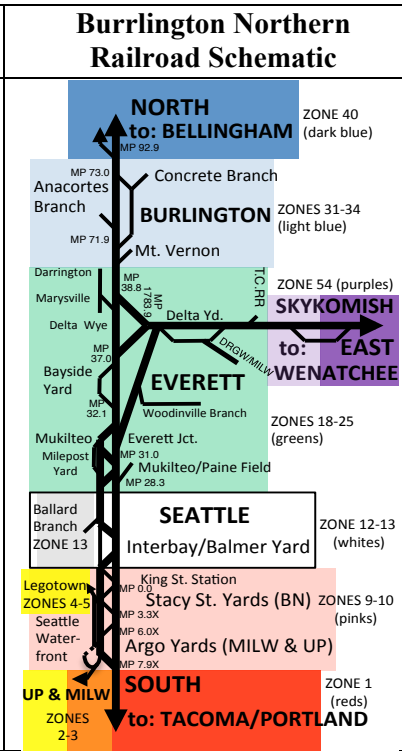 Burrlington Northern
Railroad Schematic
NORTH
to: BELLINGHAM
MP 92.9
ZONE 40
(dark blue)
MP 73.0
Concrete Branch
Anacortes
Branch
BURLINGTON
ZONES 31-34
(light blue)
MP 71.9
Mt. Vernon
Darrington
MP
38.8
MP
1783.9
T.C.RR
ZONE 54 (purples)
Marysville
SKYKOMISH
Delta Wye
Delta Yd.
DRGW/MILW
to: EAST
WENATCHEE
MP
37.0
Bayside
Yard
EVERETT
MP
32.1
Woodinville Branch
ZONES 18-25
(greens)
Mukilteo
Everett Jct.
Milepost
Yard
MP 31.0
Mukilteo/Paine Field
MP 28.3
Ballard
Branch
ZONE 13
SEATTLE
Interbay/Balmer Yard
ZONE 12-13
(whites)
Legotown
ZONES 4-5
King St. Station
MP 0.0
Stacy St. Yards (BN)
ZONES 9-10
(pinks)
MP 3.3X
Seattle
Water-
front
MP 6.0X
Argo Yards (MILW & UP)
MP 7.9X
UP & MILW
SOUTH
ZONE 1
(reds)
ZONES
2-3
to: TACOMA/PORTLAND